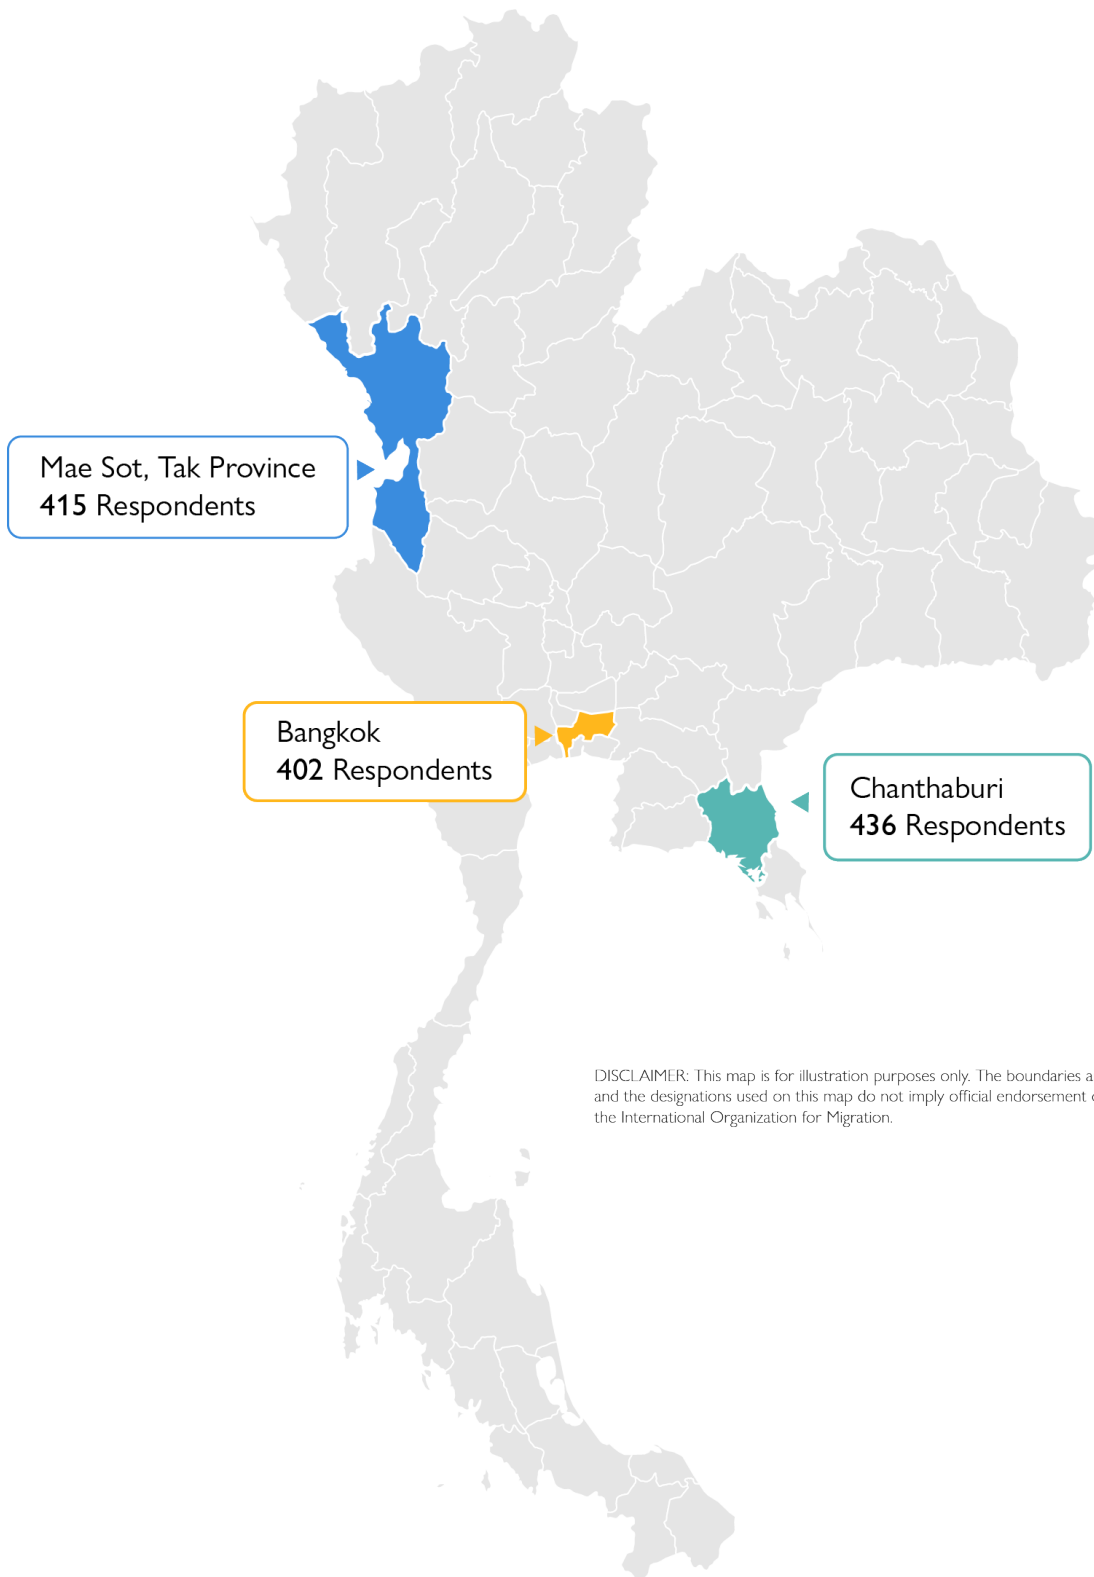 Mae Sot, Tak Province
415 Respondents
Bangkok
402 Respondents
Chanthaburi
436 Respondents
DISCLAIMER: This map is for illustration purposes only. The boundaries
and the designations used on this map do not imply official endorsement
the International Organization for Migration.